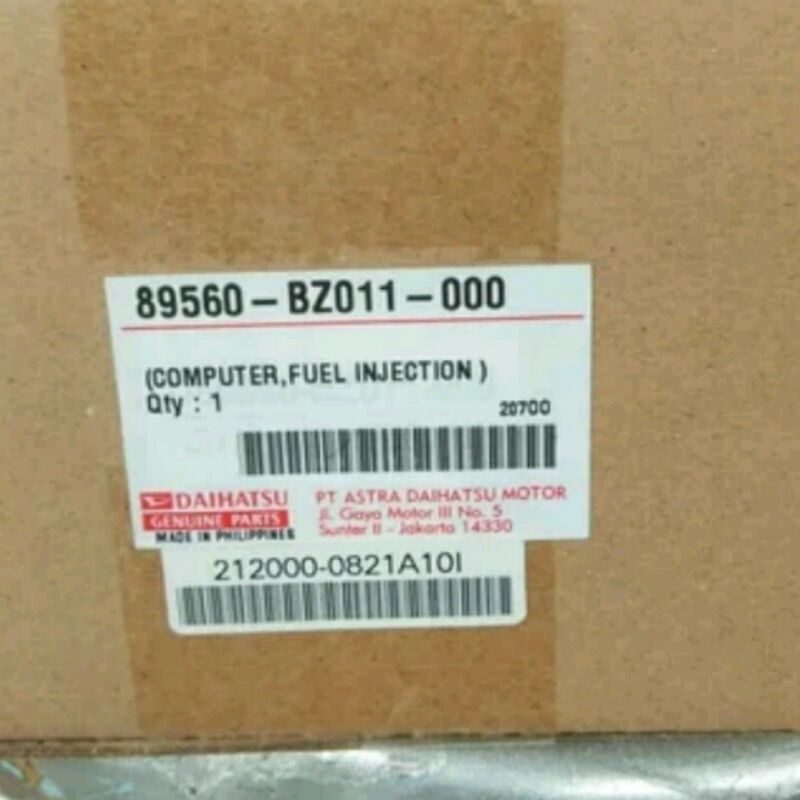 89560-BZ011-000
(COMPUTER,FUEL INJECTION )
Qty : 1
20700
DAIHATSU
GENUINE PARTS
MADE IN PHILIPPINES
PT ASTRA DAIHATSU MOTOR
Jl. Gaya Motor III No. 5
Sunter II - Jakarta 14330
212000-0821A10I